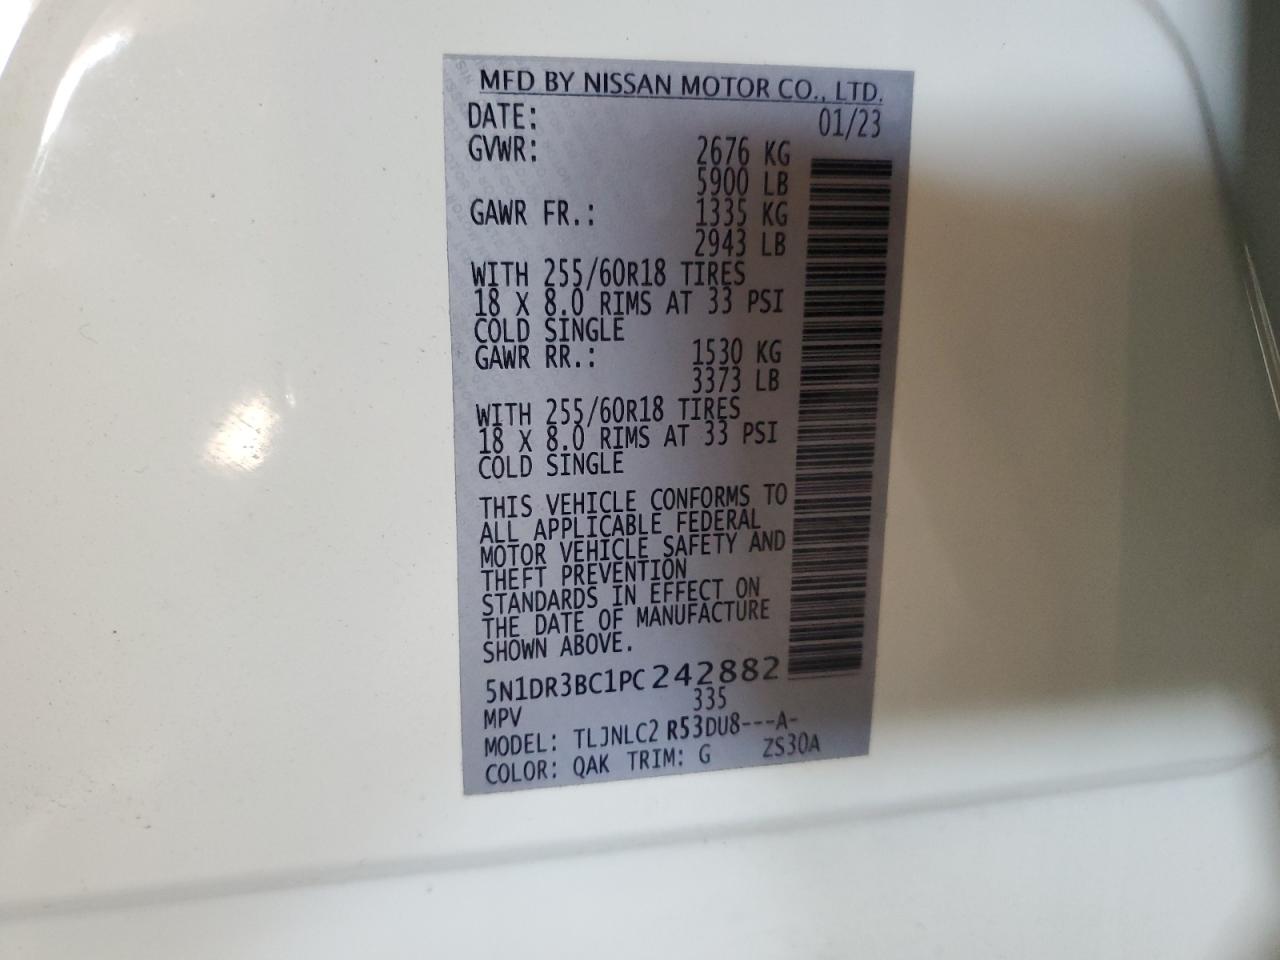 MFD BY NISSAN MOTOR CO., LTD.
DATE: 01/23
GVWR: 2676 KG
5900 LB
GAWR FR.: 1335 KG
2943 LB
WITH 255/60R18 TIRES
18 X 8.0 RIMS AT 33 PSI
COLD SINGLE
GAWR RR.: 1530 KG
3373 LB
WITH 255/60R18 TIRES
18 X 8.0 RIMS AT 33 PSI
COLD SINGLE
THIS VEHICLE CONFORMS TO
ALL APPLICABLE FEDERAL
MOTOR VEHICLE SAFETY AND
THEFT PREVENTION
STANDARDS IN EFFECT ON
THE DATE OF MANUFACTURE
SHOWN ABOVE.
5N1DR3BC1PC242882
MPV 335
MODEL: TLJNLC2 R53DU8---A-
COLOR: QAK TRIM: G ZS30A